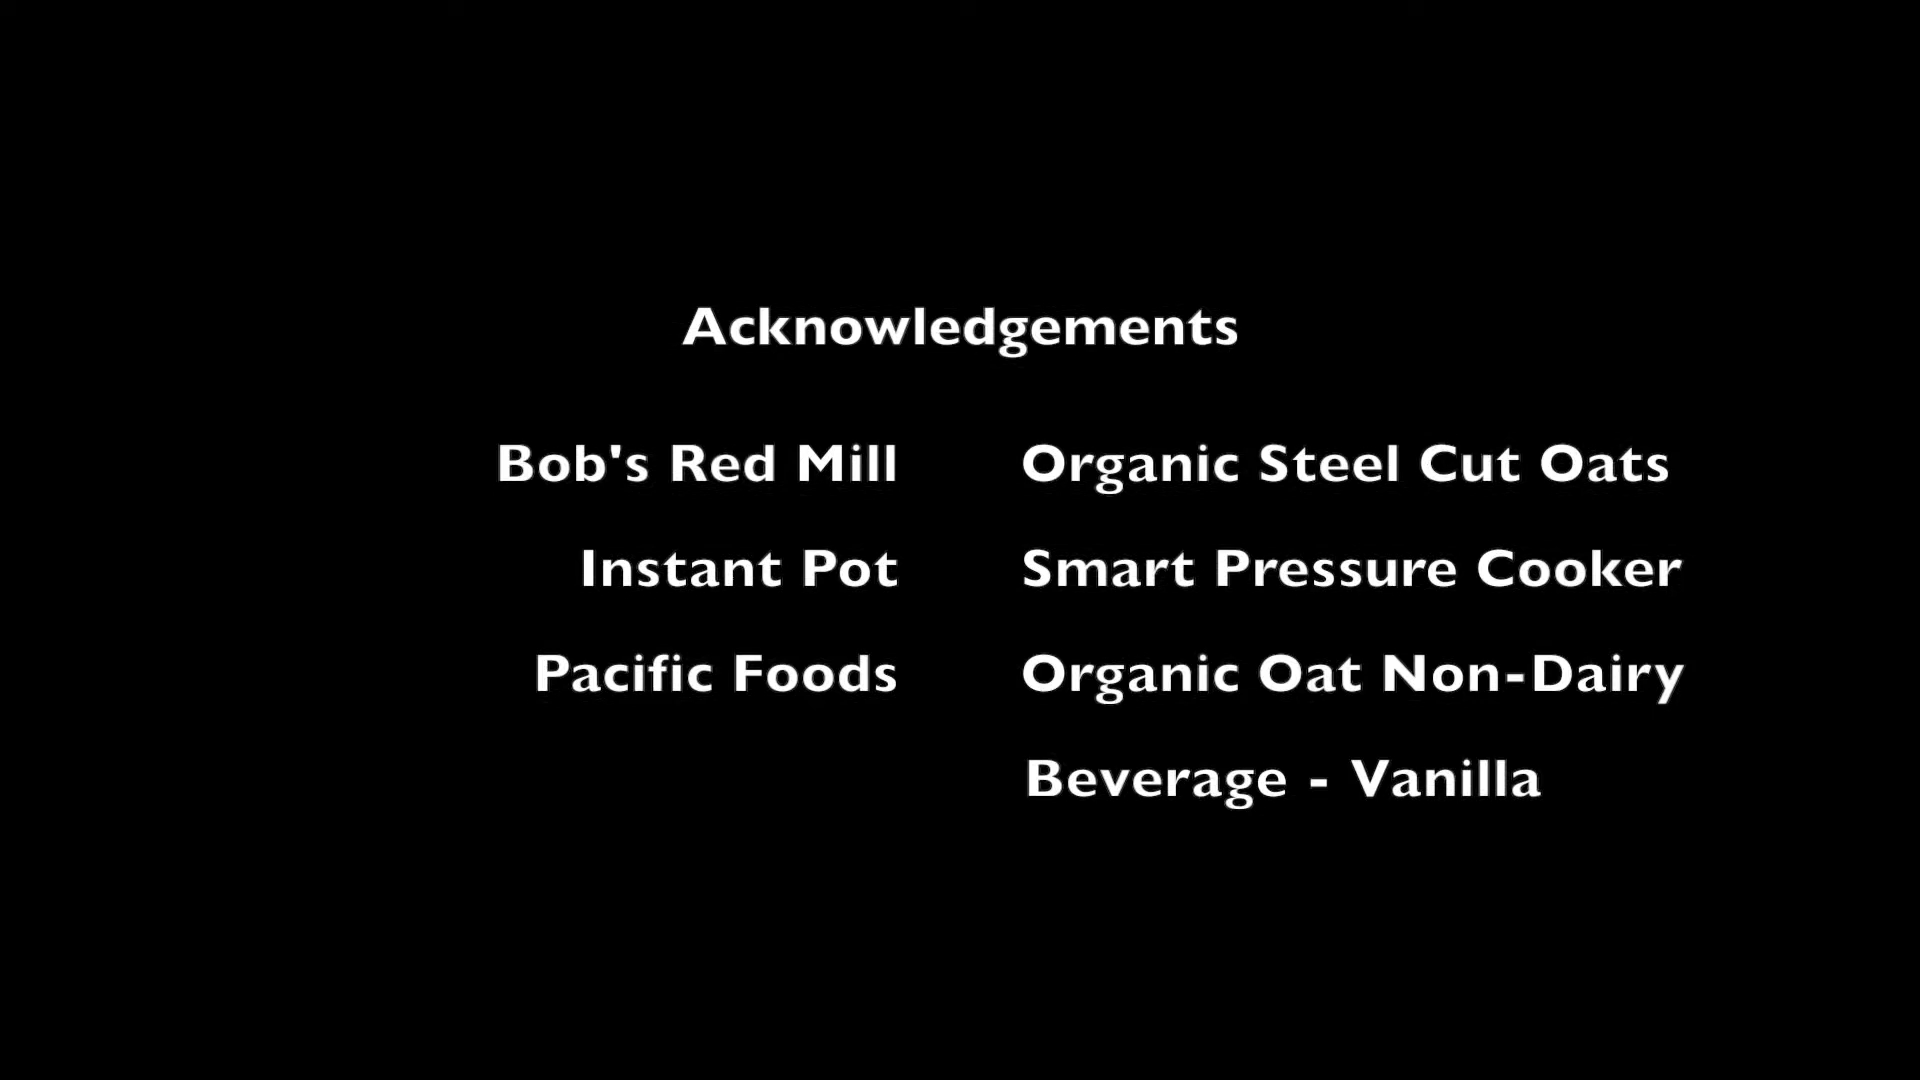 Acknowledgements
Bob's Red Mill Organic Steel Cut Oats
Instant Pot Smart Pressure Cooker
Pacific Foods Organic Oat Non-Dairy
Beverage - Vanilla